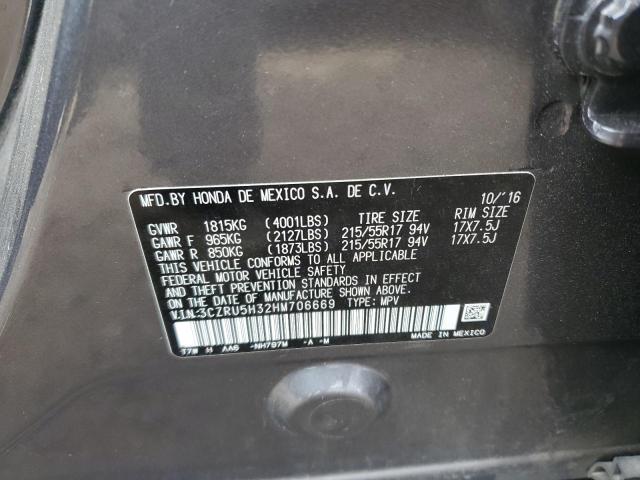 MFD.BY HONDA DE MEXICO S.A. DE C.V. 10/'16
GVWR 1815KG (4001LBS) TIRE SIZE RIM SIZE
GAWR F 965KG (2127LBS) 215/55R17 94V 17X7.5J
GAWR R 850KG (1873LBS) 215/55R17 94V 17X7.5J
THIS VEHICLE CONFORMS TO ALL APPLICABLE
FEDERAL MOTOR VEHICLE SAFETY
AND THEFT PREVENTION STANDARDS IN EFFECT ON
THE DATE OF MANUFACTURE SHOWN ABOVE.
V.I.N:3CZRU5H32HM706669 TYPE: MPV
NH797M -A -M MADE IN MEXICO